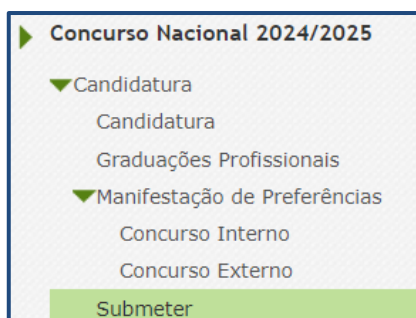 Concurso Nacional 2024/2025
Candidatura
Candidatura
Graduações Profissionais
Manifestação de Preferências
Concurso Interno
Concurso Externo
Submeter